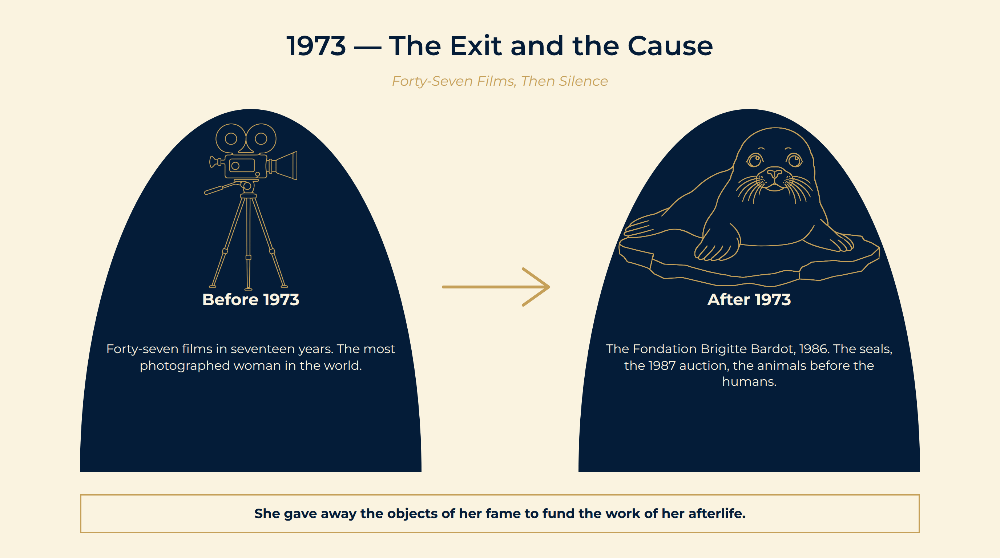 1973 — The Exit and the Cause
Forty-Seven Films, Then Silence
Before 1973
Forty-seven films in seventeen years. The most
photographed woman in the world.
After 1973
The Fondation Brigitte Bardot, 1986. The seals,
the 1987 auction, the animals before the
humans.
She gave away the objects of her fame to fund the work of her afterlife.